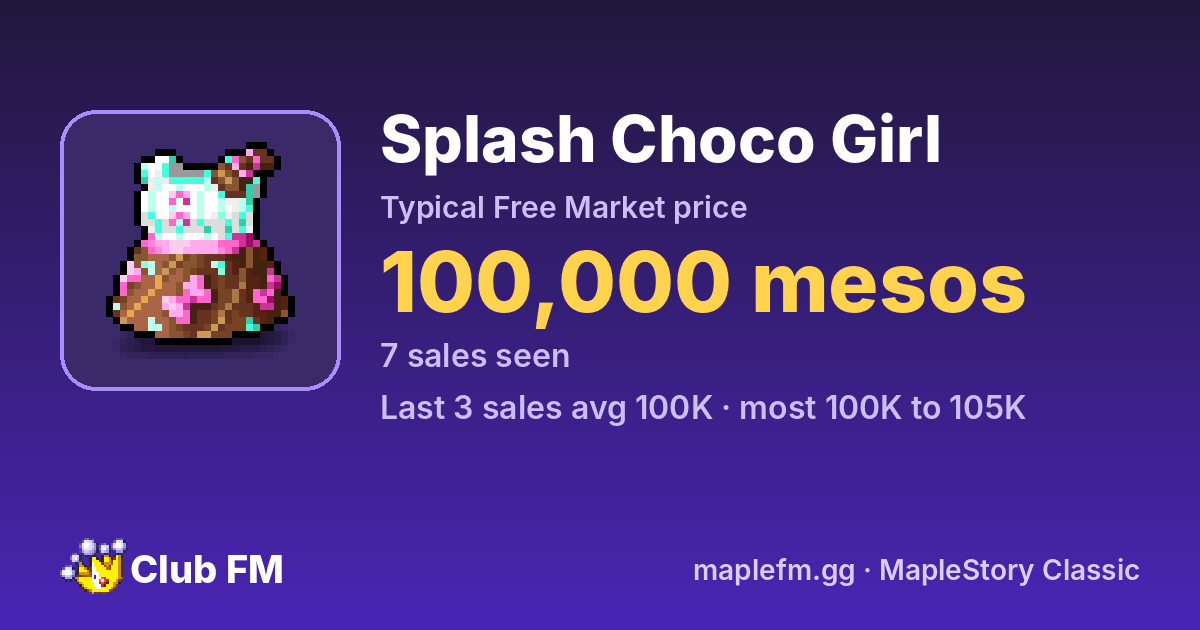 Splash Choco Girl
Typical Free Market price
100,000 mesos
7 sales seen
Last 3 sales avg 100K · most 100K to 105K
Club FM
maplefm.gg · MapleStory Classic